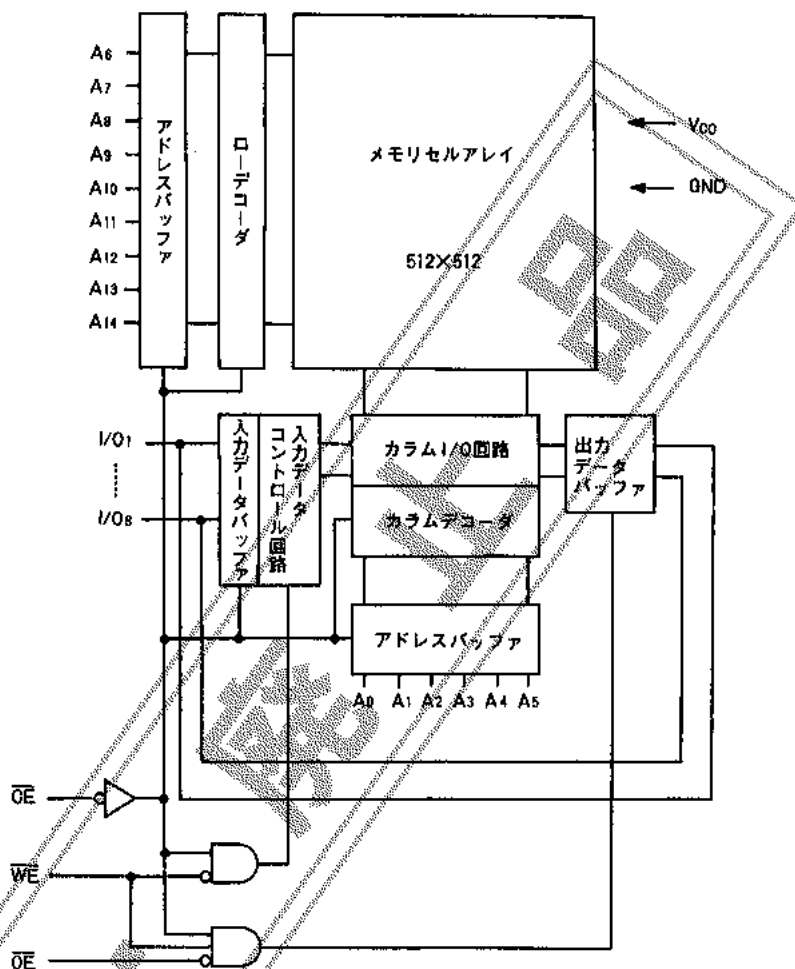 A6
A7
A8
A9
A10
A11
A12
A13
A14
アドレスバッファ
ローデコーダ
メモリセルアレイ
512×512
VCC
GND
I/O1
I/O8
入力データバッファ
入力データ
コントロール回路
カラムI/O回路
カラムデコーダ
出力
データ
バッファ
アドレスバッファ
A0 A1 A2 A3 A4 A5
C̅E̅
W̅E̅
O̅E̅
廃止品